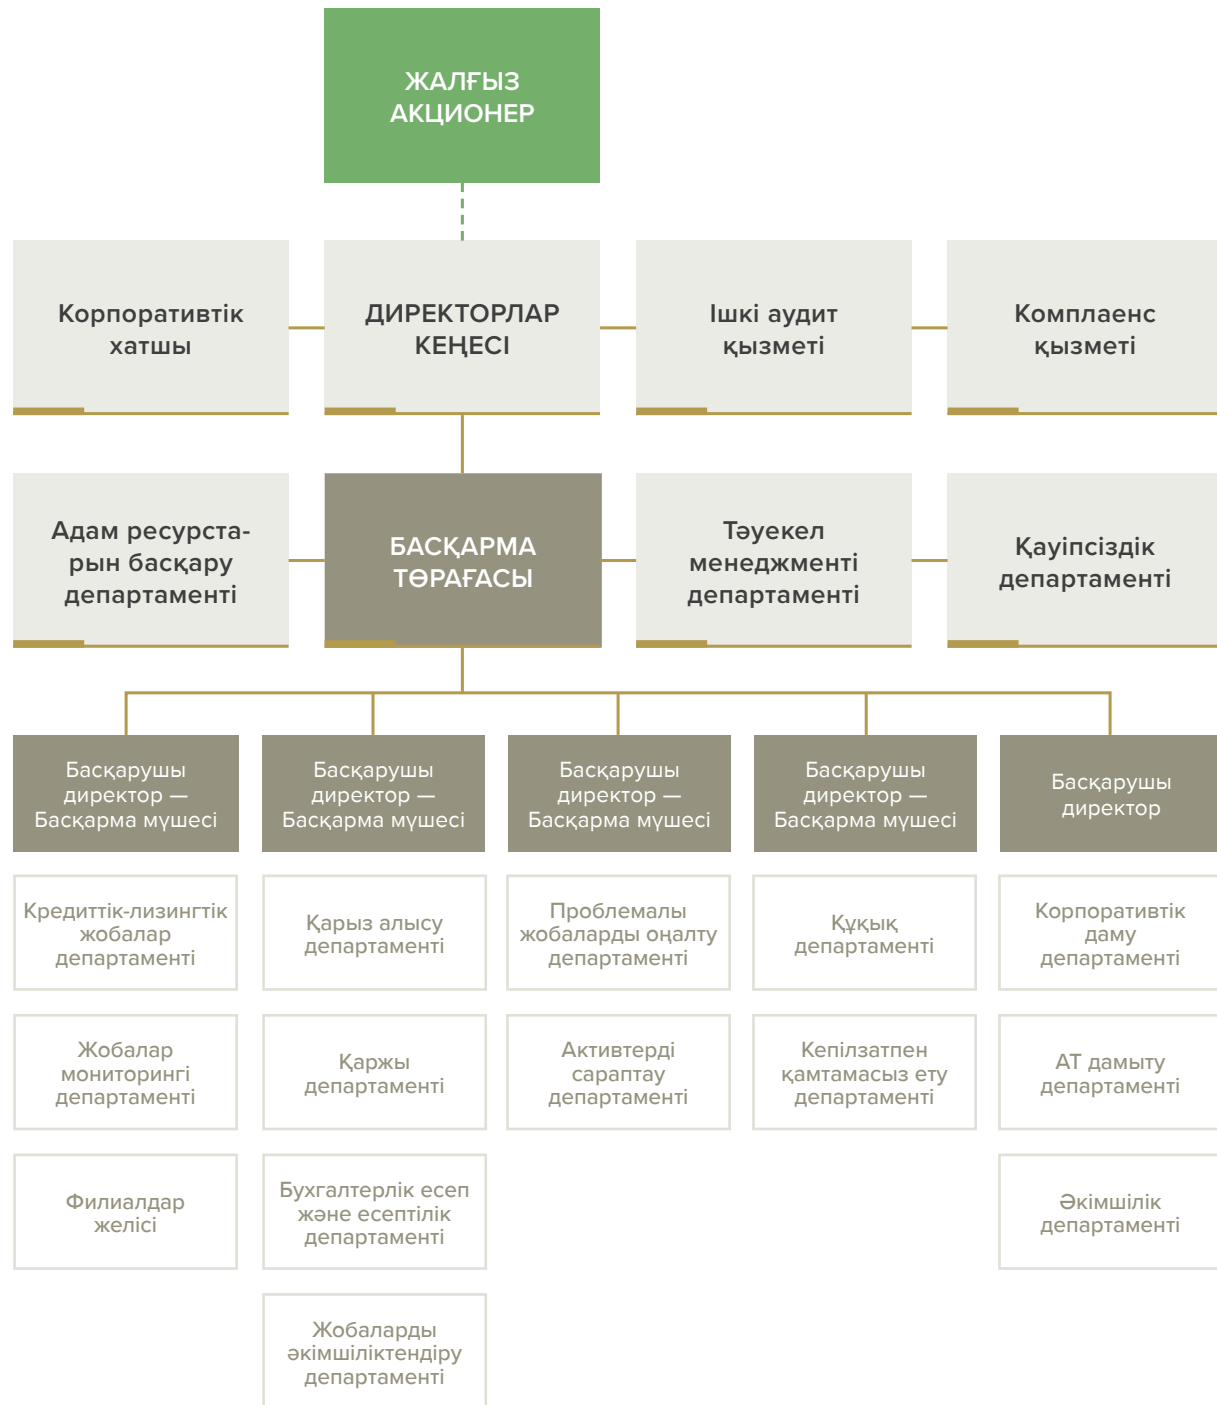 ЖАЛҒЫЗ
АКЦИОНЕР
Корпоративтік
хатшы
ДИРЕКТОРЛАР
КЕҢЕСІ
Ішкі аудит
қызметі
Комплаенс
қызметі
Адам ресурста-
рын басқару
департаменті
БАСҚАРМА
ТӨРАҒАСЫ
Тәуекел
менеджменті
департаменті
Қауіпсіздік
департаменті
Басқарушы
директор —
Басқарма мүшесі
Басқарушы
директор —
Басқарма мүшесі
Басқарушы
директор —
Басқарма мүшесі
Басқарушы
директор —
Басқарма мүшесі
Басқарушы
директор
Кредиттік-лизингтік
жобалар
департаменті
Қарыз алысу
департаменті
Проблемалы
жобаларды оңалту
департаменті
Құқық
департаменті
Корпоративтік
даму
департаменті
Жобалар
мониторингі
департаменті
Қаржы
департаменті
Активтерді
сараптау
департаменті
Кепілзатпен
қамтамасыз ету
департаменті
АТ дамыту
департаменті
Филиалдар
желісі
Бухгалтерлік есеп
және есептілік
департаменті
Әкімшілік
департаменті
Жобаларды
әкімшіліктендіру
департаменті